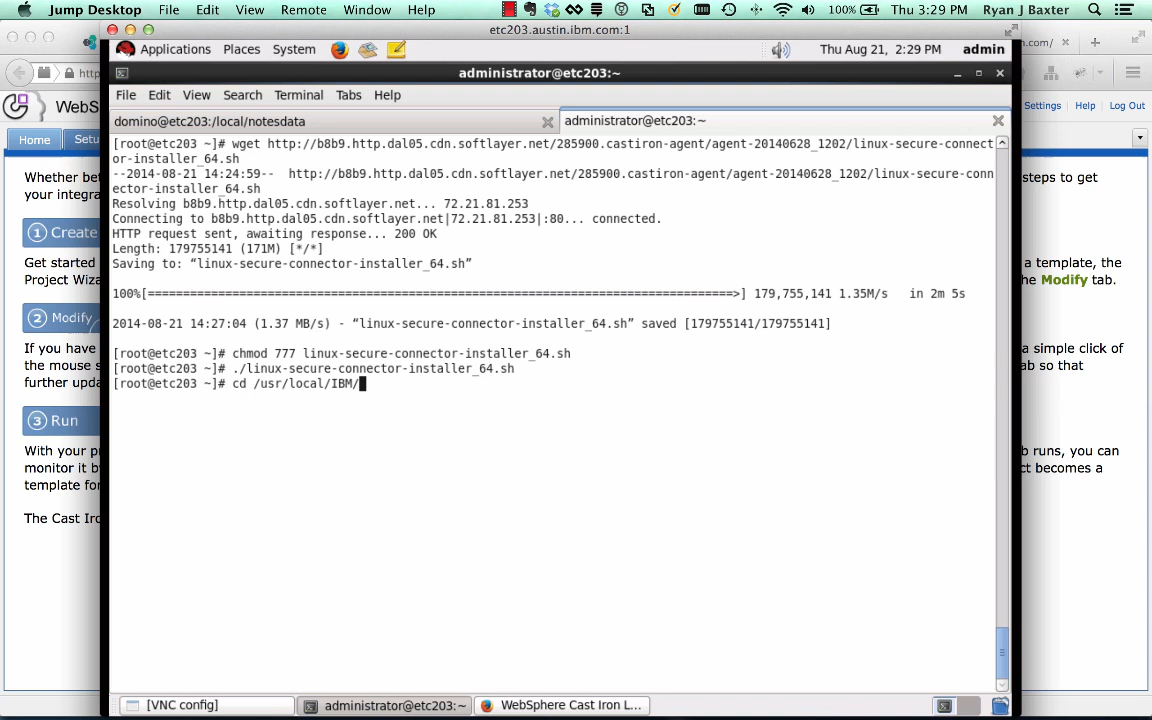 Jump Desktop File Edit View Remote Window Help 100% Thu 3:29 PM Ryan J Baxter
etc203.austin.ibm.com:1
Applications Places System Thu Aug 21, 2:29 PM admin
administrator@etc203:~
File Edit View Search Terminal Tabs Help
domino@etc203:/local/notesdata administrator@etc203:~
[root@etc203 ~]# wget http://b8b9.http.dal05.cdn.softlayer.net/285900.castiron-agent/agent-20140628_1202/linux-secure-connect
or-installer_64.sh
--2014-08-21 14:24:59-- http://b8b9.http.dal05.cdn.softlayer.net/285900.castiron-agent/agent-20140628_1202/linux-secure-conn
ector-installer_64.sh
Resolving b8b9.http.dal05.cdn.softlayer.net... 72.21.81.253
Connecting to b8b9.http.dal05.cdn.softlayer.net|72.21.81.253|:80... connected.
HTTP request sent, awaiting response... 200 OK
Length: 179755141 (171M) [*/*]
Saving to: “linux-secure-connector-installer_64.sh”
100%[===================================================================================>] 179,755,141 1.35M/s in 2m 5s
2014-08-21 14:27:04 (1.37 MB/s) - “linux-secure-connector-installer_64.sh” saved [179755141/179755141]
[root@etc203 ~]# chmod 777 linux-secure-connector-installer_64.sh
[root@etc203 ~]# ./linux-secure-connector-installer_64.sh
[root@etc203 ~]# cd /usr/local/IBM/
[VNC config] administrator@etc203:~ WebSphere Cast Iron L...
http
om/
WebS
Settings Help Log Out
Home Setu
Whether bet
steps to get
your integra
1 Create
Get started
a template, the
Project Wiza
he Modify tab.
2 Modify
If you have
a simple click of
the mouse s
ab so that
further upda
3 Run
With your p
b runs, you can
monitor it by
ct becomes a
template for
The Cast Iro